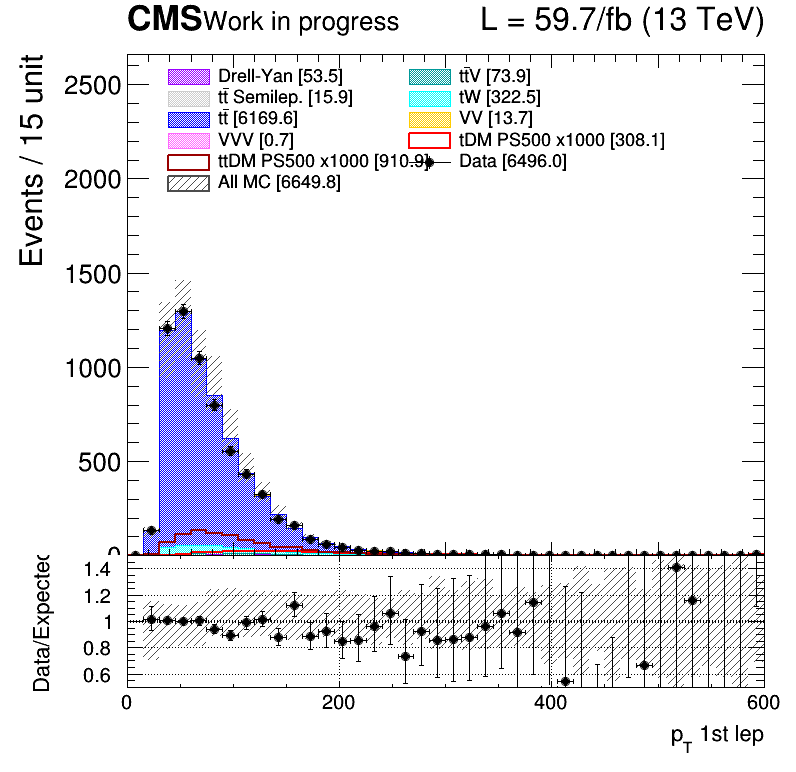 CMS Work in progress L = 59.7/fb (13 TeV)
Events / 15 unit
2500
2000
1500
1000
500
0
Drell-Yan [53.5] tt̄V [73.9]
tt̄ Semilep. [15.9] tW [322.5]
tt̄ [6169.6] VV [13.7]
VVV [0.7] tDM PS500 x1000 [308.1]
ttDM PS500 x1000 [910.9] Data [6496.0]
All MC [6649.8]
Data/Expected
1.4
1.2
1
0.8
0.6
0 200 400 600
p_T 1st lep